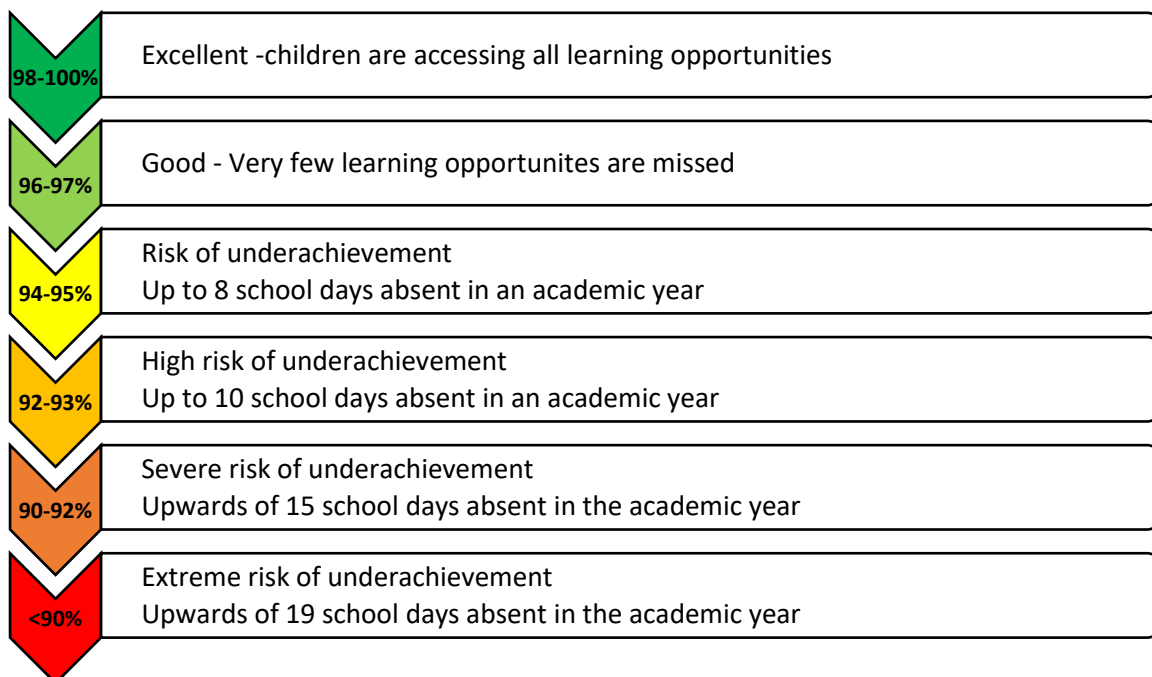 98-100%
Excellent -children are accessing all learning opportunities
96-97%
Good - Very few learning opportunites are missed
94-95%
Risk of underachievement
Up to 8 school days absent in an academic year
92-93%
High risk of underachievement
Up to 10 school days absent in an academic year
90-92%
Severe risk of underachievement
Upwards of 15 school days absent in the academic year
<90%
Extreme risk of underachievement
Upwards of 19 school days absent in the academic year